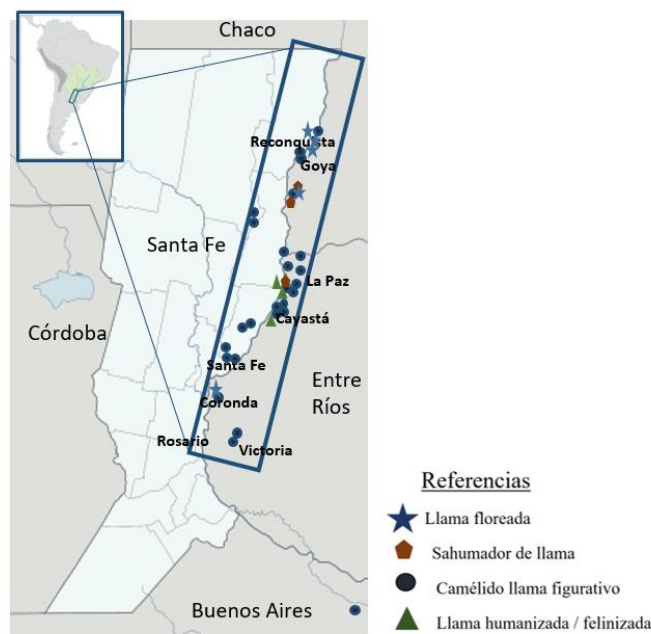 Chaco
Reconquista
Goya
Santa Fe
La Paz
Córdoba
Cayastá
Santa Fe
Entre
Ríos
Coronda
Rosario
Victoria
Referencias
Llama floreada
Sahumador de llama
Camélido llama figurativo
Buenos Aires
Llama humanizada / felinizada